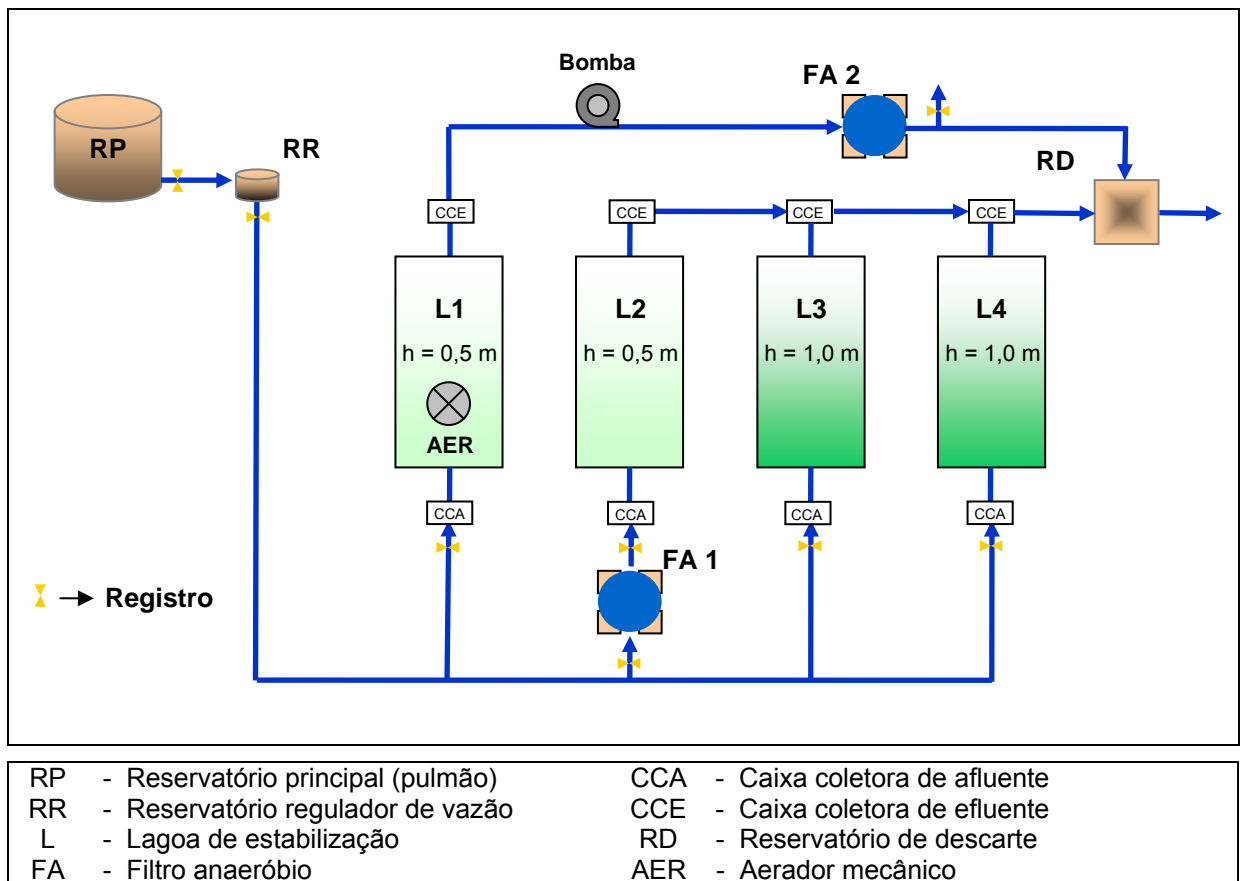 Bomba
FA 2
RP
RR
RD
CCE
CCE
CCE
CCE
L1
L2
L3
L4
h = 0,5 m
h = 0,5 m
h = 1,0 m
h = 1,0 m
AER
CCA
CCA
CCA
CCA
FA 1
Registro
RP - Reservatório principal (pulmão)
RR - Reservatório regulador de vazão
L - Lagoa de estabilização
FA - Filtro anaeróbio
CCA - Caixa coletora de afluente
CCE - Caixa coletora de efluente
RD - Reservatório de descarte
AER - Aerador mecânico